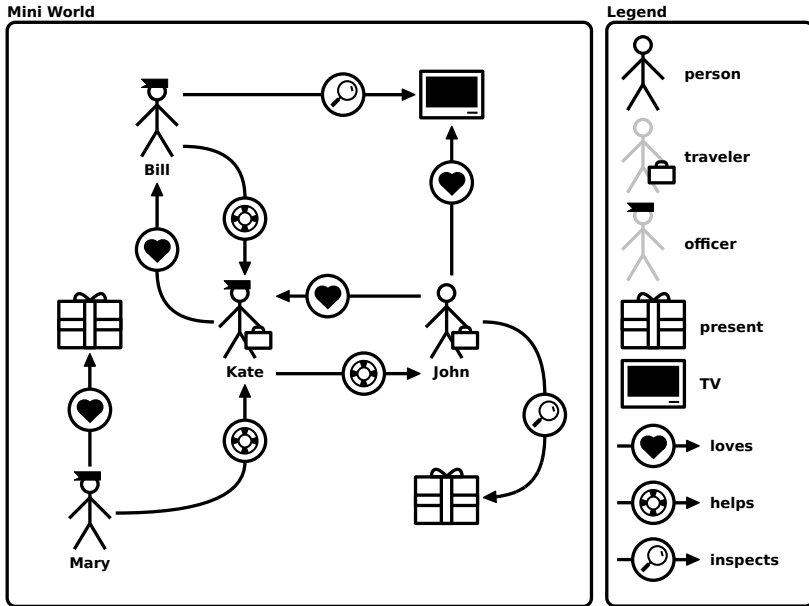 Mini World
Bill
Kate
John
Mary
Legend
person
traveler
officer
present
TV
loves
helps
inspects